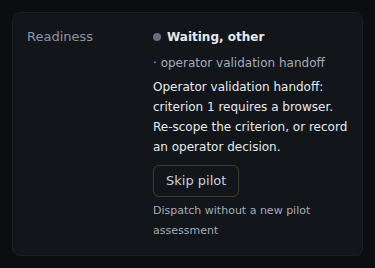 Readiness
Waiting, other
· operator validation handoff
Operator validation handoff:
criterion 1 requires a browser.
Re-scope the criterion, or record
an operator decision.
Skip pilot
Dispatch without a new pilot
assessment